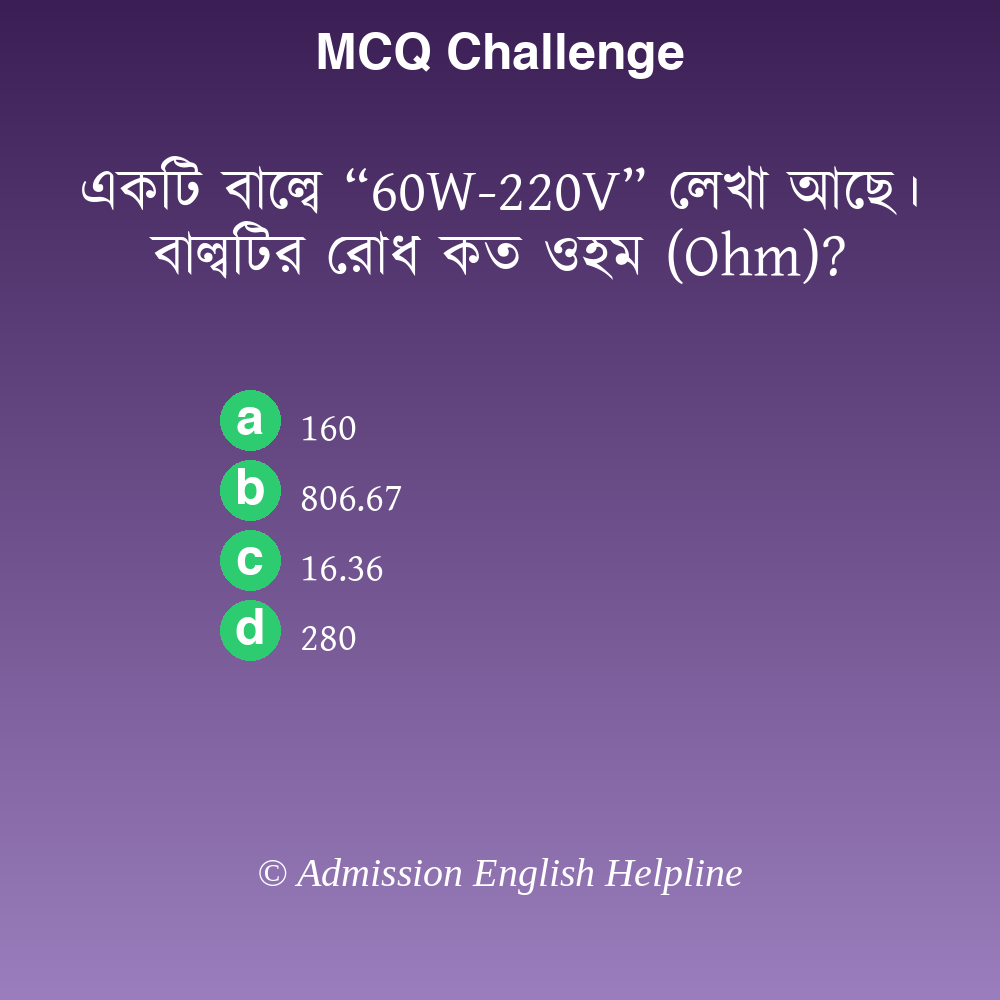 MCQ Challenge
একটি বাল্বে “60W-220V” লেখা আছে।
বাল্বটির রোধ কত ওহম (Ohm)?
a 160
b 806.67
c 16.36
d 280
© Admission English Helpline